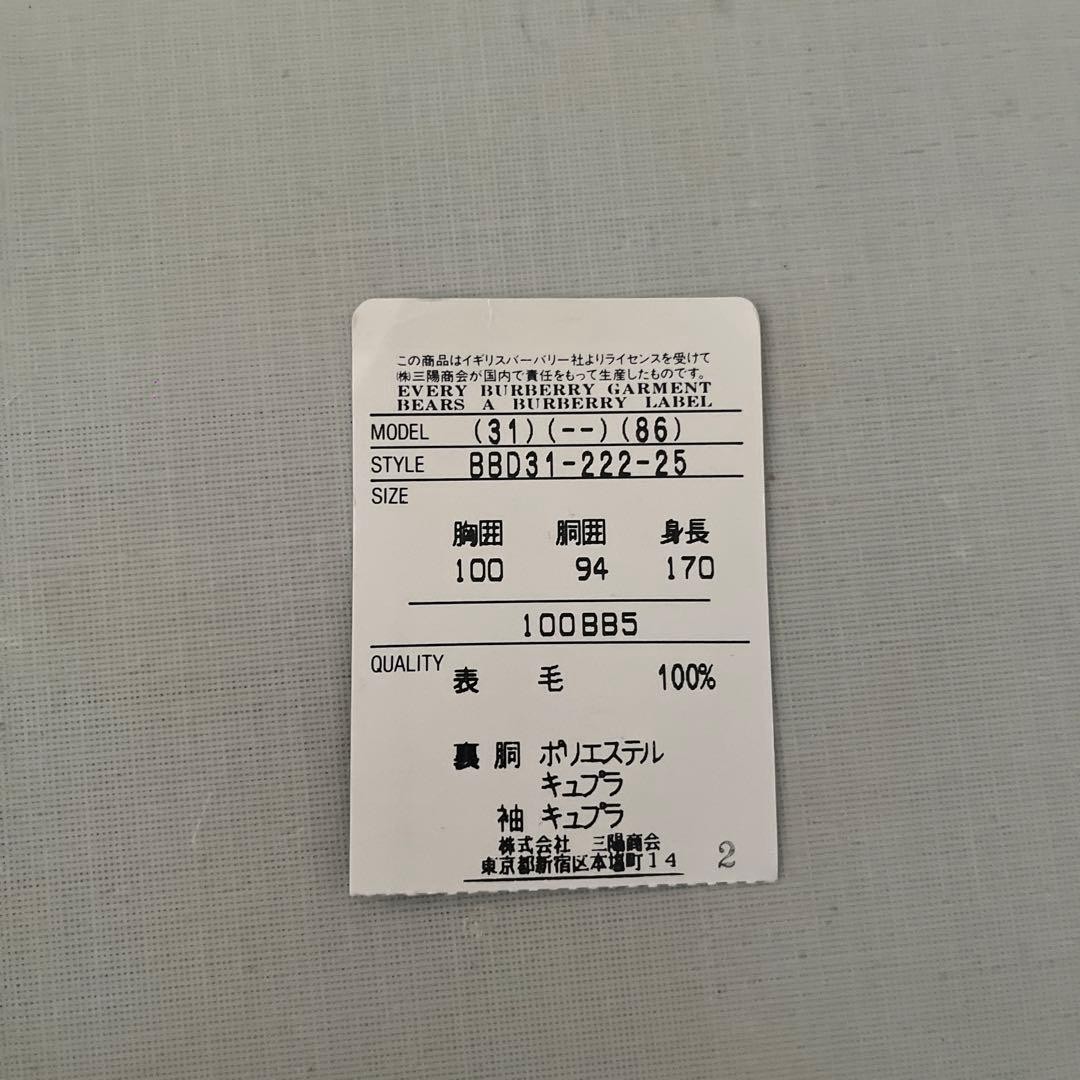 この商品はイギリスバーバリー社よりライセンスを受けて
㈱三陽商会が国内で責任をもって生産したものです。
EVERY BURBERRY GARMENT
BEARS A BURBERRY LABEL
MODEL (31)(--)(86)
STYLE BBD31-222-25
SIZE
胸囲 胴囲 身長
100 94 170
100BB5
QUALITY 表 毛 100%
裏 胴 ポリエステル
キュプラ
袖 キュプラ
株式会社 三陽商会
東京都新宿区本塩町14 2